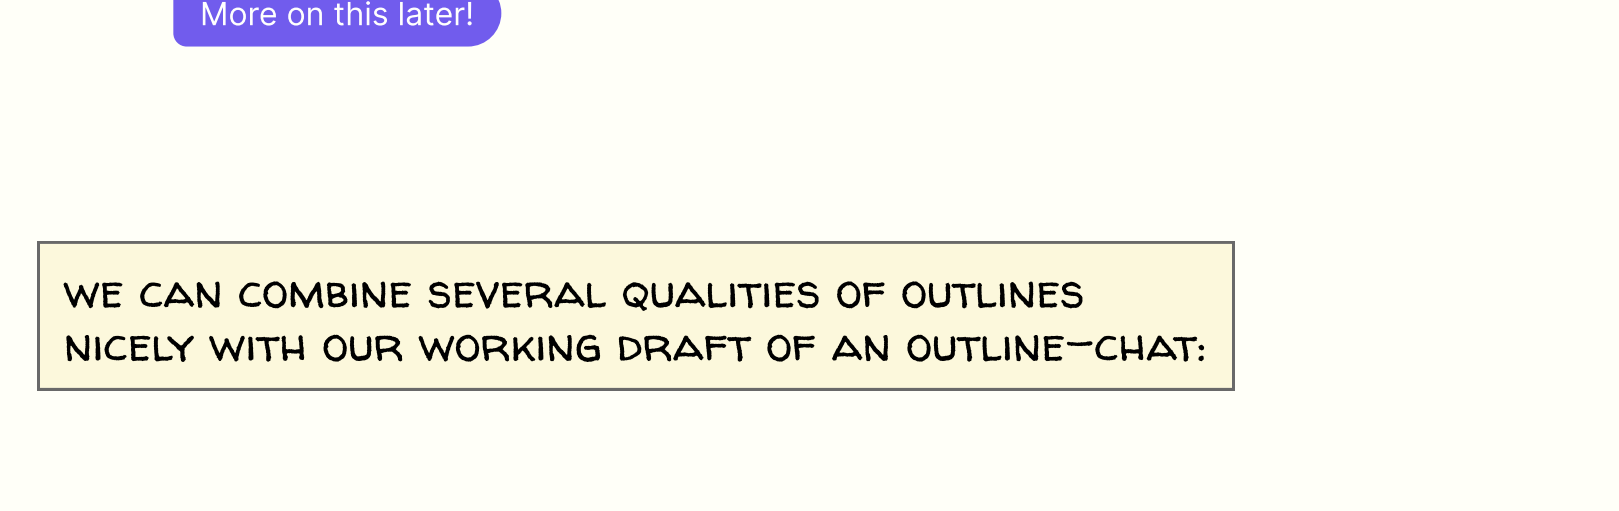 More on this later!
WE CAN COMBINE SEVERAL QUALITIES OF OUTLINES
NICELY WITH OUR WORKING DRAFT OF AN OUTLINE-CHAT: